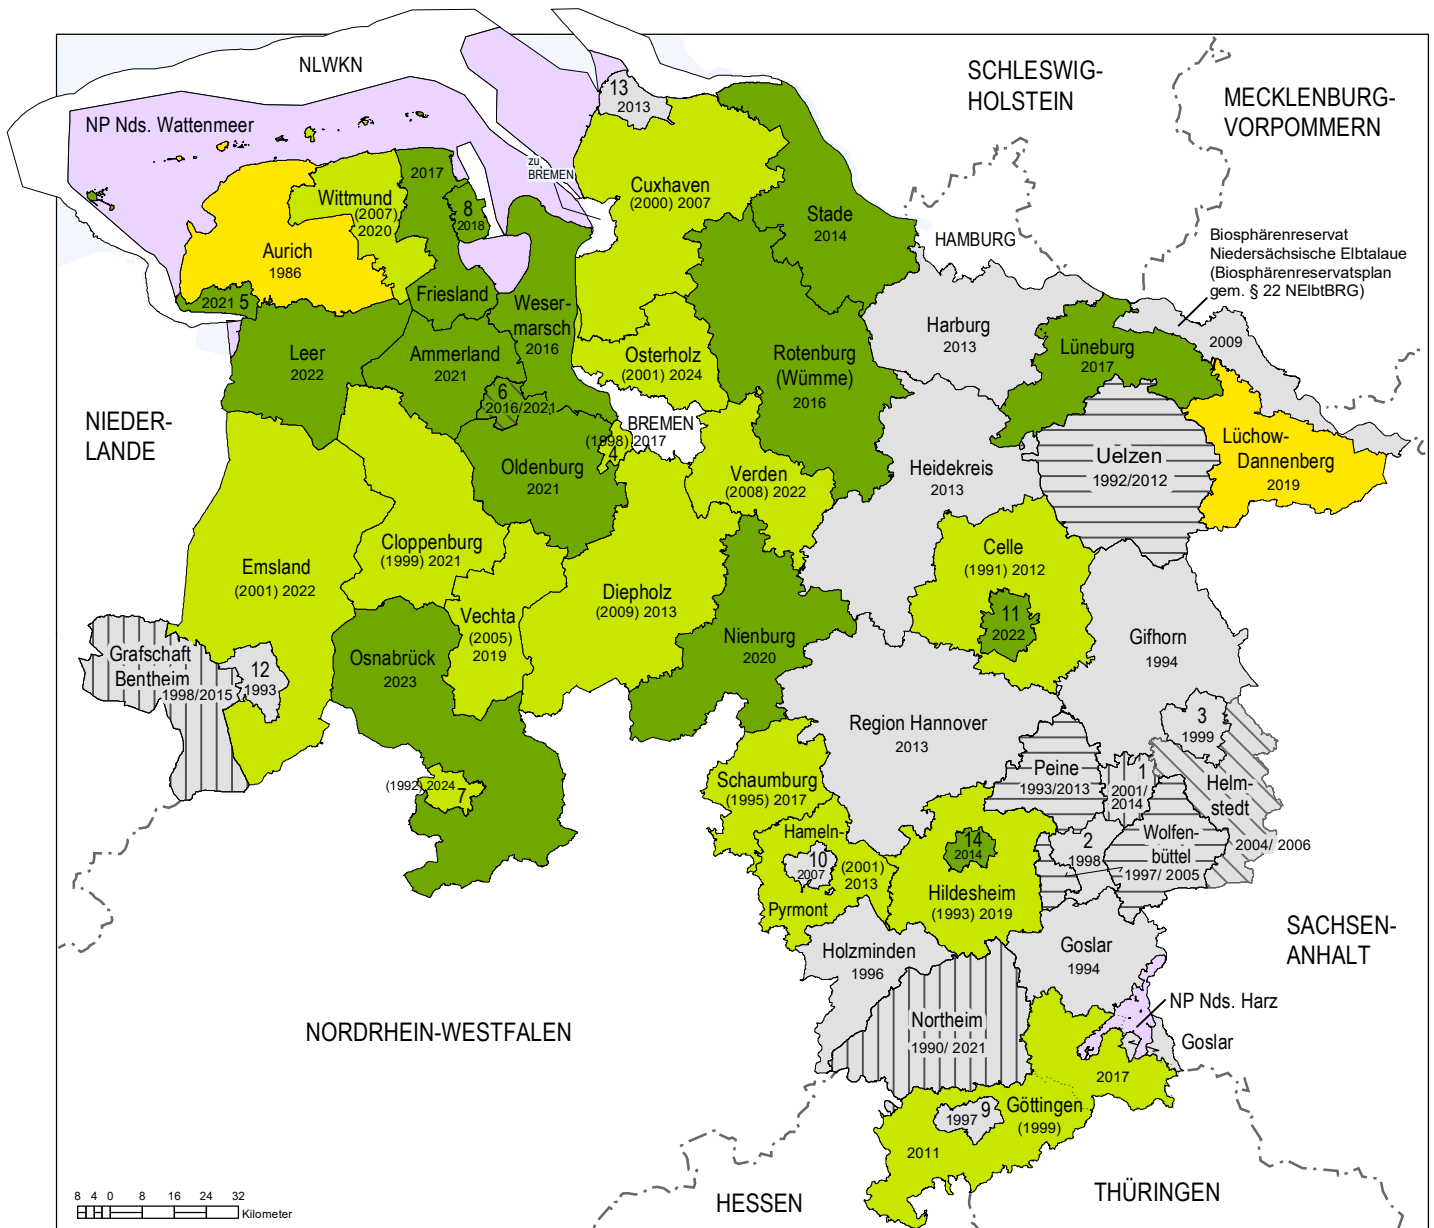 NLWKN
NP Nds. Wattenmeer
zu
BREMEN
13
2013
SCHLESWIG-
HOLSTEIN
MECKLENBURG-
VORPOMMERN
Wittmund
(2007)
2020
2017
8
2018
Cuxhaven
(2000) 2007
Stade
2014
HAMBURG
Biosphärenreservat
Niedersächsische Elbtalaue
(Biosphärenreservatsplan
gem. § 22 NElbtBRG)
Aurich
1986
2021 5
Friesland
Weser-
marsch
2016
Leer
2022
Ammerland
2021
Osterholz
(2001) 2024
Rotenburg
(Wümme)
2016
Harburg
2013
Lüneburg
2017
2009
NIEDER-
LANDE
6
2016/2021
BREMEN
(1998) 2017
4
Oldenburg
2021
Verden
(2008) 2022
Heidekreis
2013
Uelzen
1992/2012
Lüchow-
Dannenberg
2019
Emsland
(2001) 2022
Cloppenburg
(1999) 2021
Celle
(1991) 2012
11
2022
Vechta
(2005)
2019
Diepholz
(2009) 2013
Nienburg
2020
Gifhorn
1994
Grafschaft
Bentheim
1998/2015
12
1993
Osnabrück
2023
Region Hannover
2013
3
1999
(1992) 2024
7
Schaumburg
(1995) 2017
Peine
1993/2013
1
2001/
2014
Helm-
stedt
2004/ 2006
Hameln-
10
2007
(2001)
2013
Pyrmont
14
2014
Hildesheim
(1993) 2019
2
1998
Wolfen-
büttel
1997/ 2005
Holzminden
1996
Goslar
1994
SACHSEN-
ANHALT
NORDRHEIN-WESTFALEN
Northeim
1990/ 2021
NP Nds. Harz
Goslar
2017
1997 9
Göttingen
(1999)
2011
HESSEN
THÜRINGEN
8 4 0 8 16 24 32
Kilometer